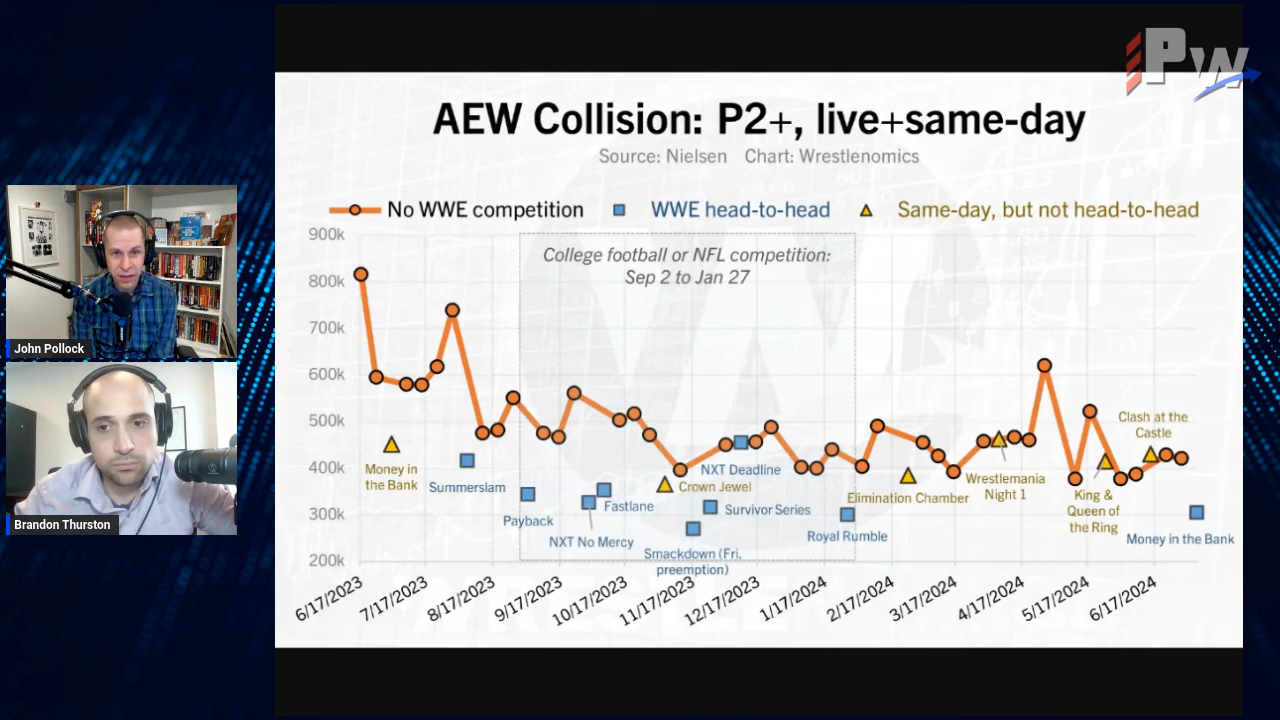 PW
AEW Collision: P2+, live+same-day
Source: Nielsen Chart: Wrestlenomics
No WWE competition
WWE head-to-head
Same-day, but not head-to-head
900k
800k
700k
600k
500k
400k
300k
200k
College football or NFL competition:
Sep 2 to Jan 27
Money in
the Bank
Summerslam
Payback
NXT No Mercy
Fastlane
Smackdown (Fri,
preemption)
Crown Jewel
NXT Deadline
Survivor Series
Royal Rumble
Elimination Chamber
Wrestlemania
Night 1
King &
Queen of
the Ring
Clash at the
Castle
Money in the Bank
6/17/2023
7/17/2023
8/17/2023
9/17/2023
10/17/2023
11/17/2023
12/17/2023
1/17/2024
2/17/2024
3/17/2024
4/17/2024
5/17/2024
6/17/2024
John Pollock
Brandon Thurston